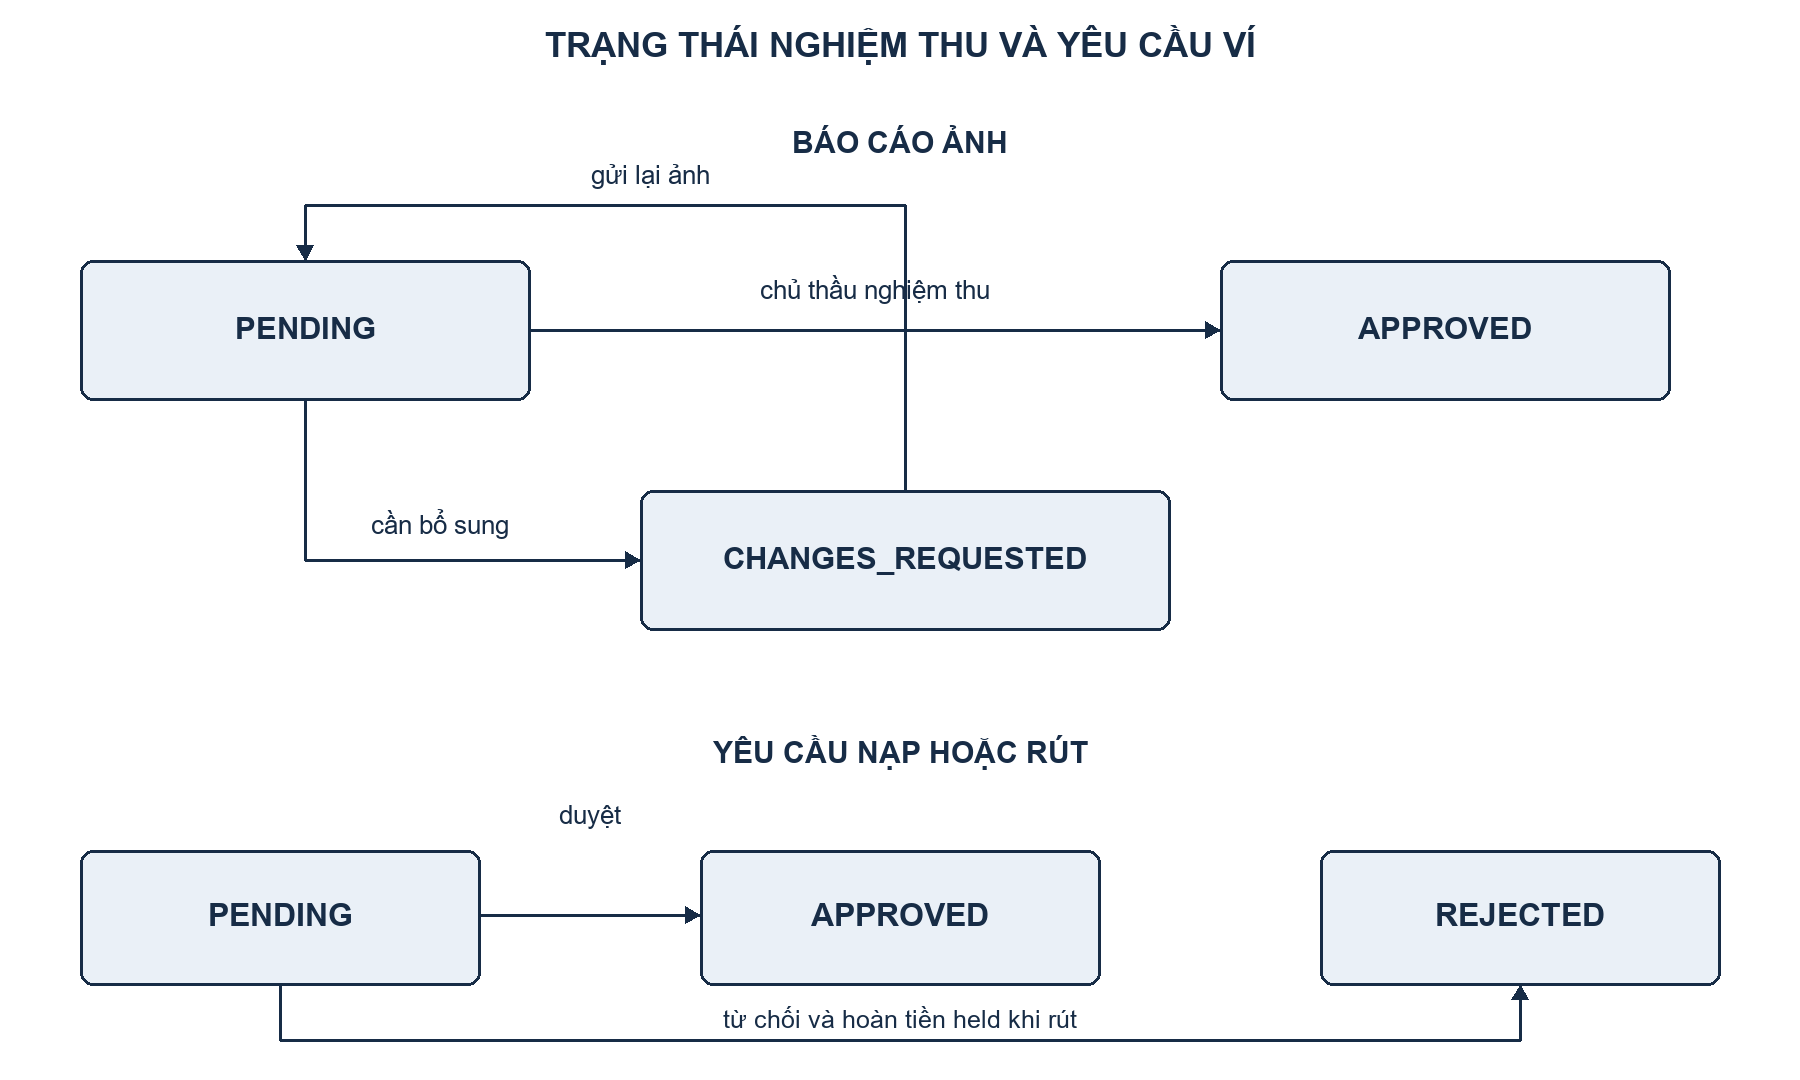 TRẠNG THÁI NGHIỆM THU VÀ YÊU CẦU VÍ
BÁO CÁO ẢNH
gửi lại ảnh
chủ thầu nghiệm thu
PENDING
APPROVED
cần bổ sung
CHANGES_REQUESTED
YÊU CẦU NẠP HOẶC RÚT
duyệt
PENDING
APPROVED
REJECTED
từ chối và hoàn tiền held khi rút